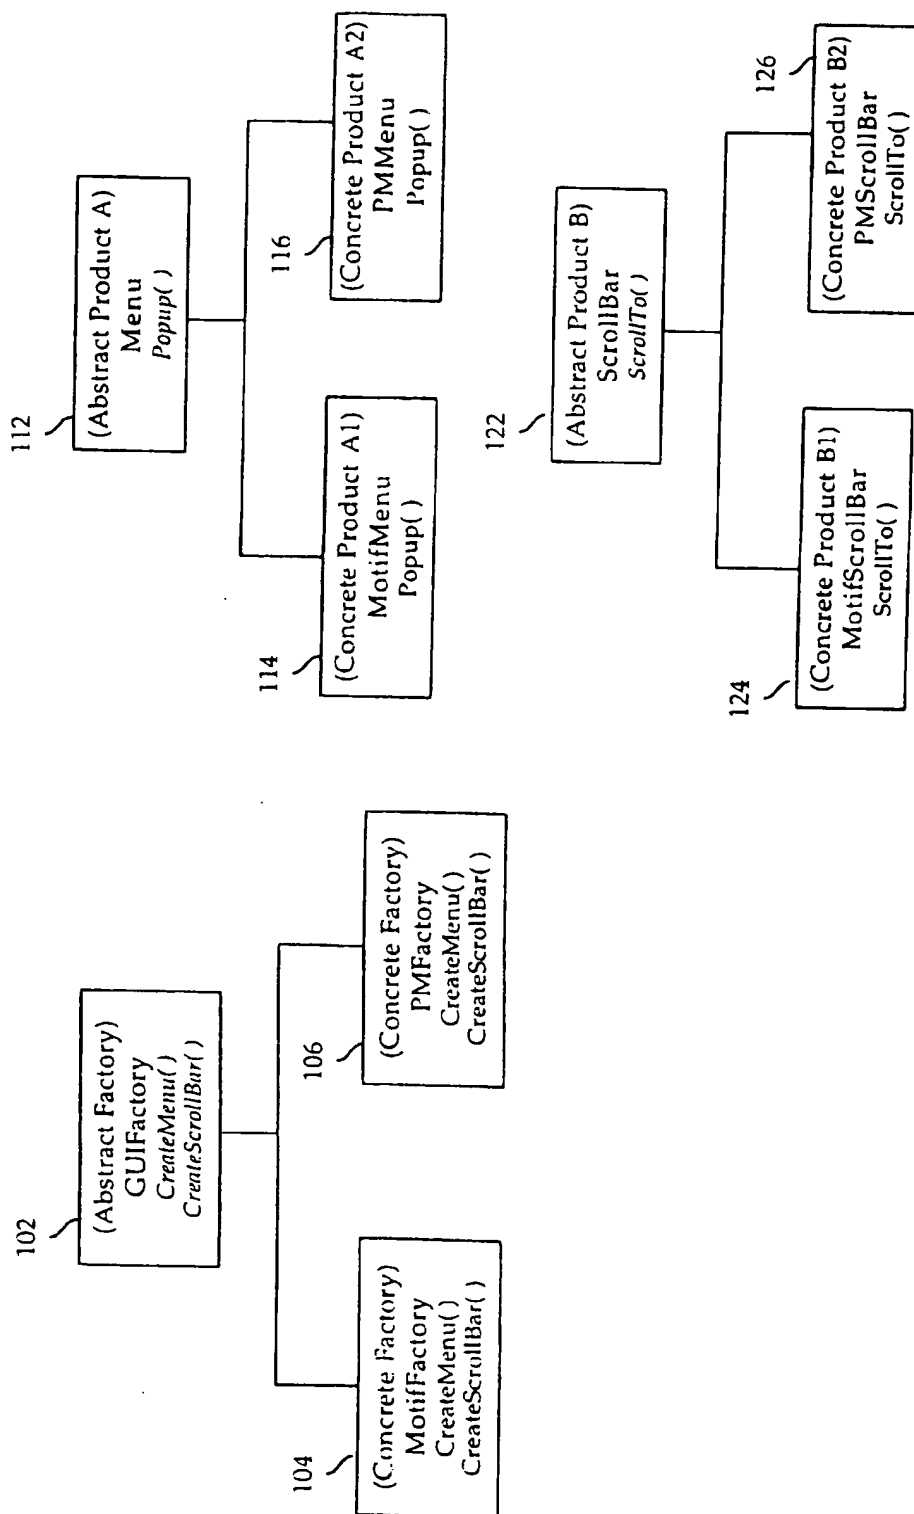 102
(Abstract Factory)
GUIFactory
CreateMenu( )
CreateScrollBar( )
104
(Concrete Factory)
MotifFactory
CreateMenu( )
CreateScrollBar( )
106
(Concrete Factory)
PMFactory
CreateMenu( )
CreateScrollBar( )
112
(Abstract Product A)
Menu
Popup( )
114
(Concrete Product A1)
MotifMenu
Popup( )
116
(Concrete Product A2)
PMMenu
Popup( )
122
(Abstract Product B)
ScrollBar
ScrollTo( )
124
(Concrete Product B1)
MotifScrollBar
ScrollTo( )
126
(Concrete Product B2)
PMScrollBar
ScrollTo( )